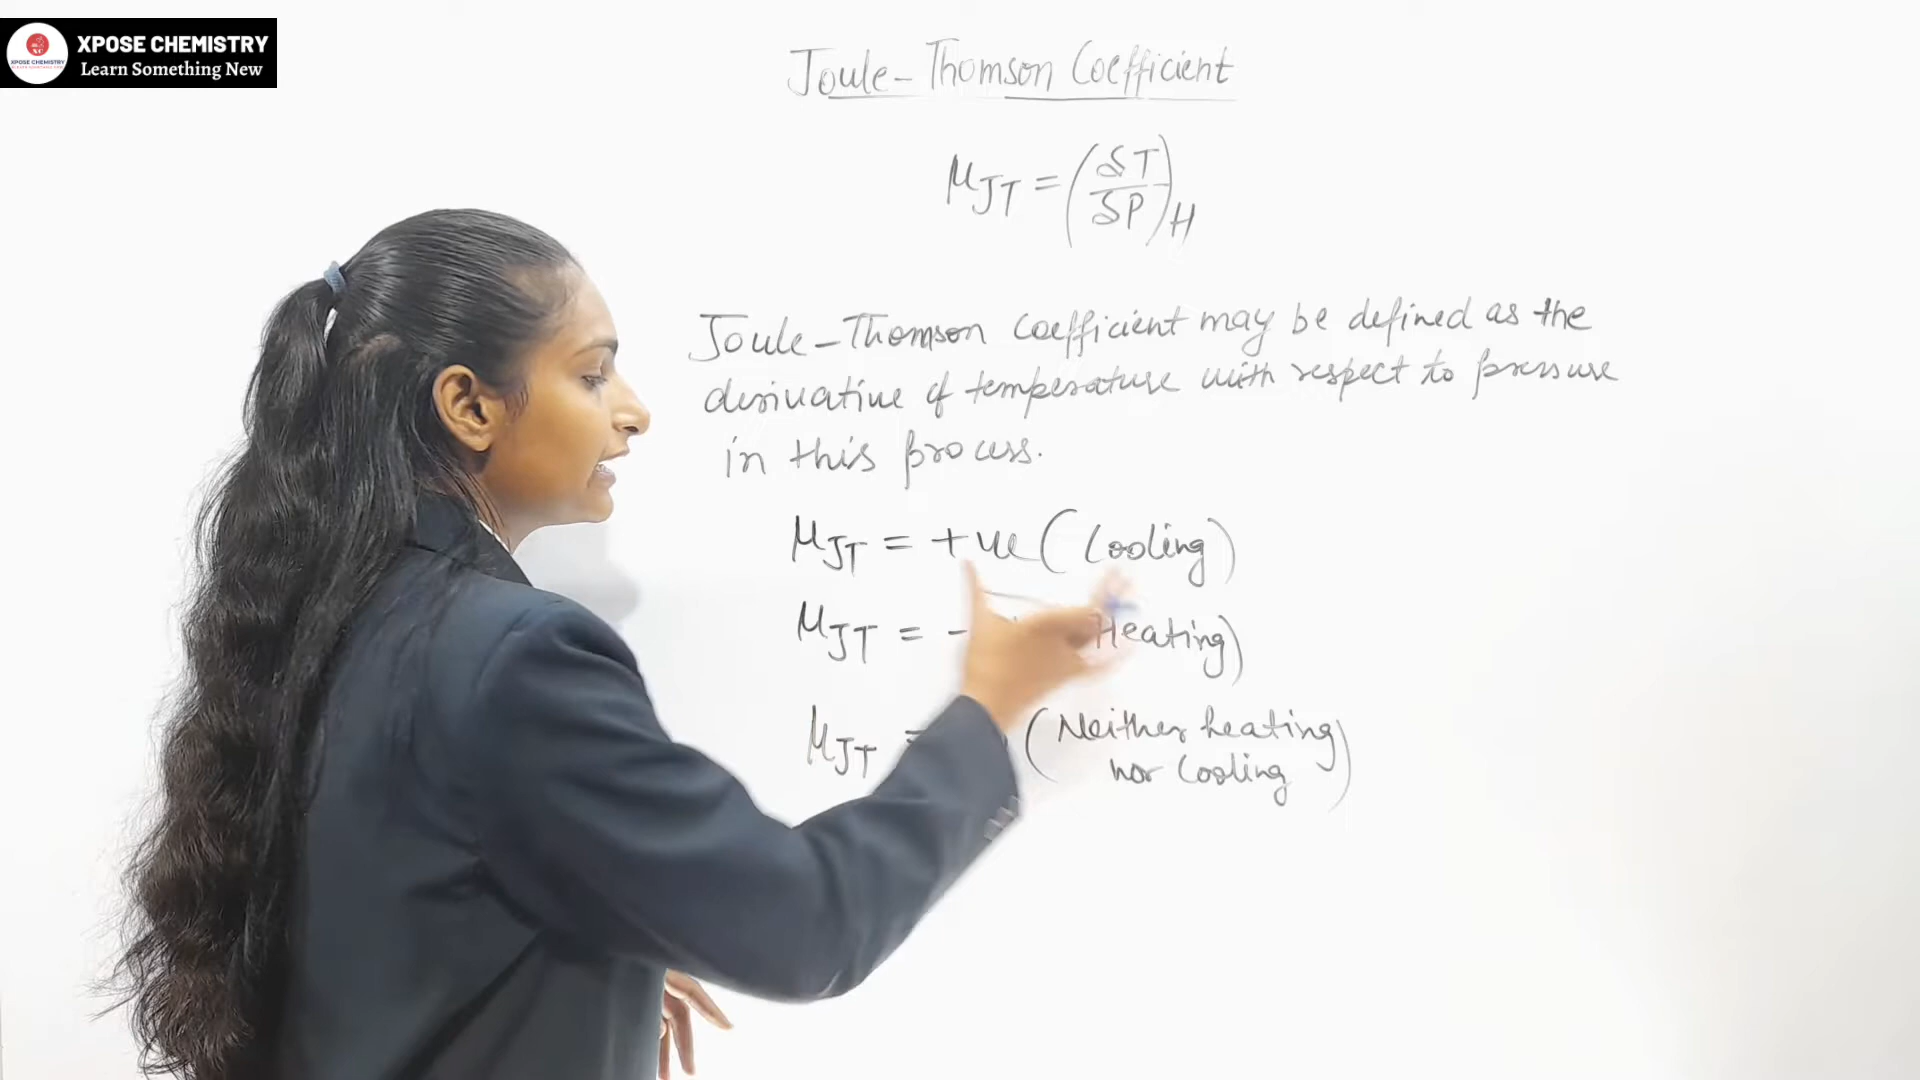 XPOSE CHEMISTRY
Learn Something New
Joule-Thomson Coefficient
μJT = (δT/δP)H
Joule-Thomson Coefficient may be defined as the
derivative of temperature with respect to pressure
in this process.
μJT = +ve (Cooling)
μJT = - Heating)
μJT = (Neither heating
nor Cooling)